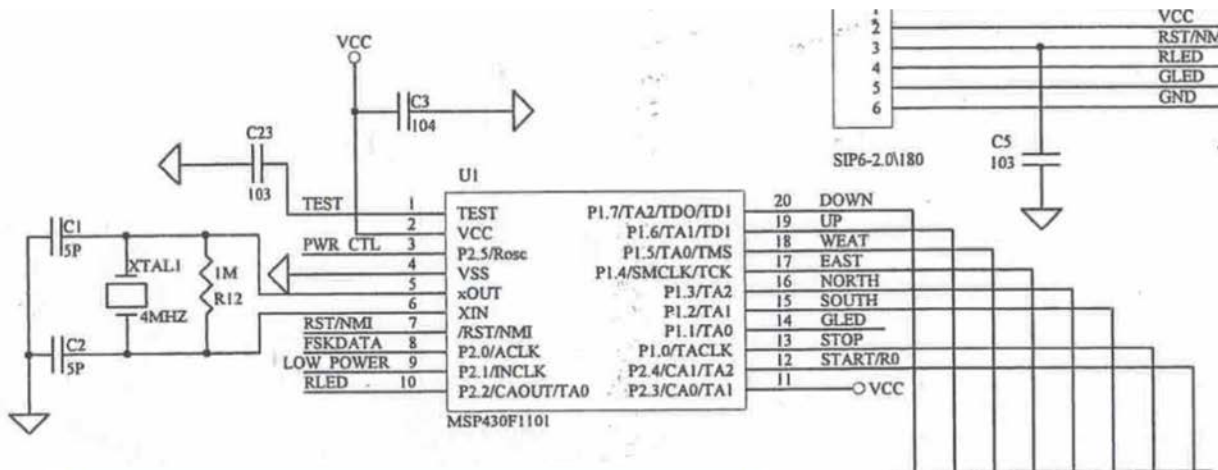 1
VCC
2
RST/NM
3
RLED
4
GLED
5
GND
6
SIP6-2.0\180
C5
103
VCC
C3
104
C23
103
U1
TEST 1 TEST
2 VCC
PWR CTL 3 P2.5/Rosc
4 VSS
5 xOUT
6 XIN
RST/NMI 7 /RST/NMI
FSKDATA 8 P2.0/ACLK
LOW POWER 9 P2.1/INCLK
RLED 10 P2.2/CAOUT/TA0
P1.7/TA2/TDO/TD1 20 DOWN
P1.6/TA1/TD1 19 UP
P1.5/TA0/TMS 18 WEAT
P1.4/SMCLK/TCK 17 EAST
P1.3/TA2 16 NORTH
P1.2/TA1 15 SOUTH
P1.1/TA0 14 GLED
P1.0/TACLK 13 STOP
P2.4/CA1/TA2 12 START/R0
P2.3/CA0/TA1 11 VCC
MSP430F1101
C1
5P
XTAL1
4MHZ
1M
R12
C2
5P